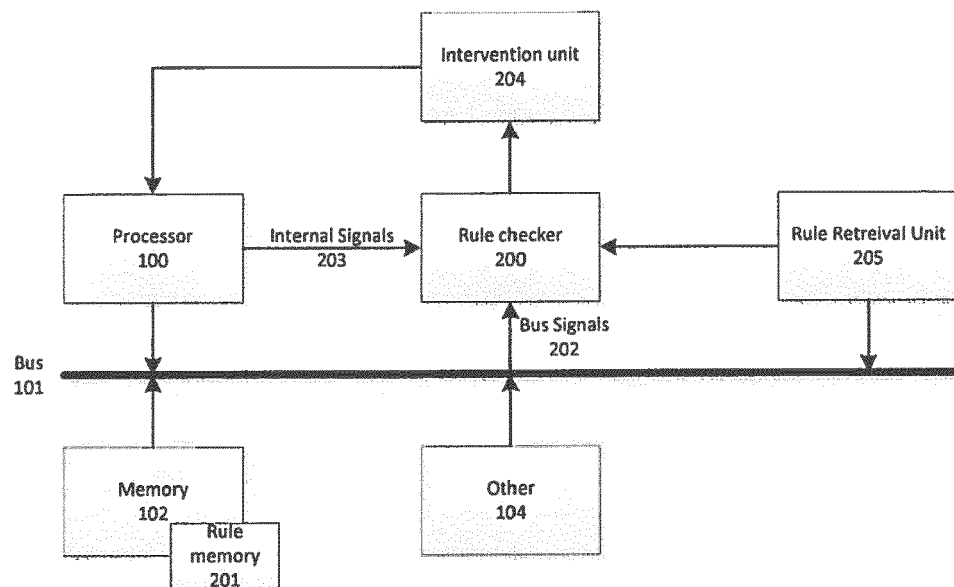 Intervention unit
204
Processor
100
Internal Signals
203
Rule checker
200
Rule Retreival Unit
205
Bus Signals
202
Bus
101
Memory
102
Rule
memory
201
Other
104